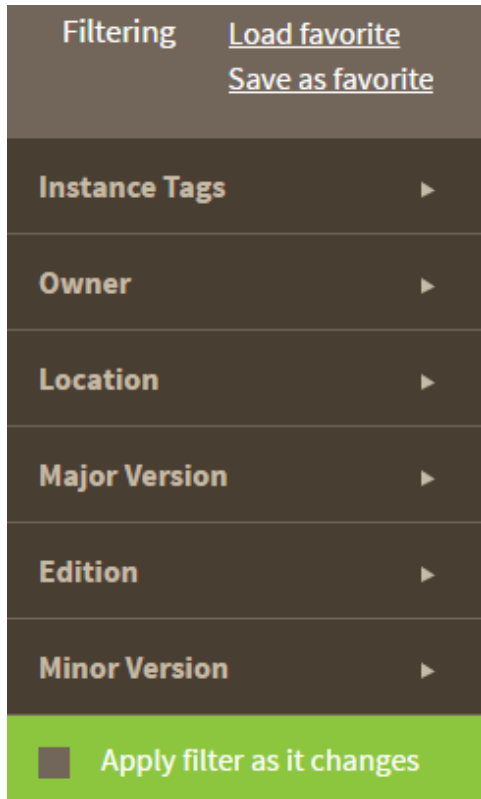 Filtering
Load favorite
Save as favorite
Instance Tags
Owner
Location
Major Version
Edition
Minor Version
Apply filter as it changes